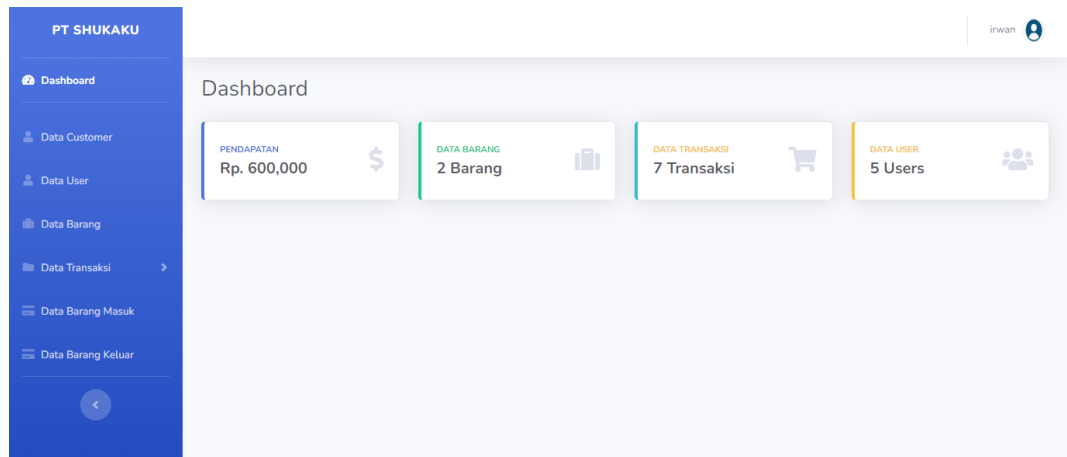 PT SHUKAKU
irwan
Dashboard
Data Customer
Data User
Data Barang
Data Transaksi
Data Barang Masuk
Data Barang Keluar
Dashboard
PENDAPATAN
Rp. 600,000
DATA BARANG
2 Barang
DATA TRANSAKSI
7 Transaksi
DATA USER
5 Users